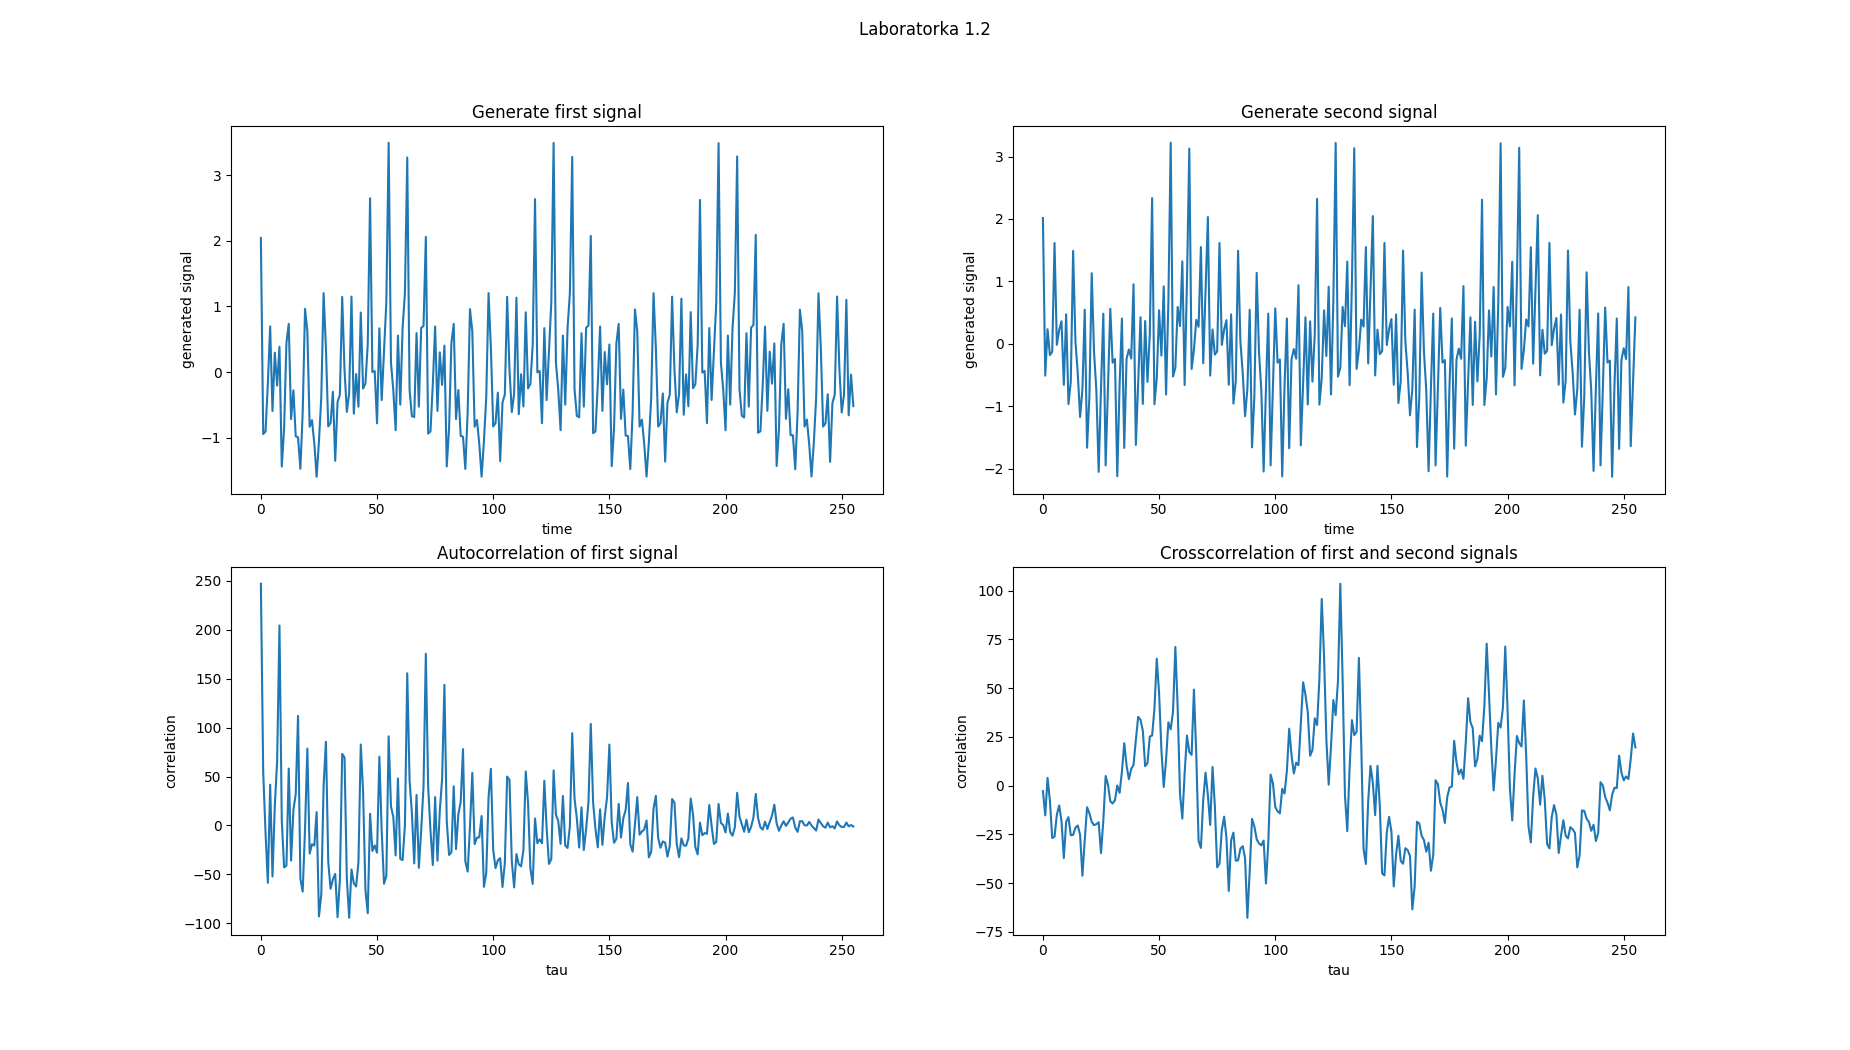 Laboratorka 1.2
Generate first signal
generated signal
3
2
1
0
−1
0 50 100 150 200 250
time
Generate second signal
generated signal
3
2
1
0
−1
−2
0 50 100 150 200 250
time
Autocorrelation of first signal
correlation
250
200
150
100
50
0
−50
−100
0 50 100 150 200 250
tau
Crosscorrelation of first and second signals
correlation
100
75
50
25
0
−25
−50
−75
0 50 100 150 200 250
tau